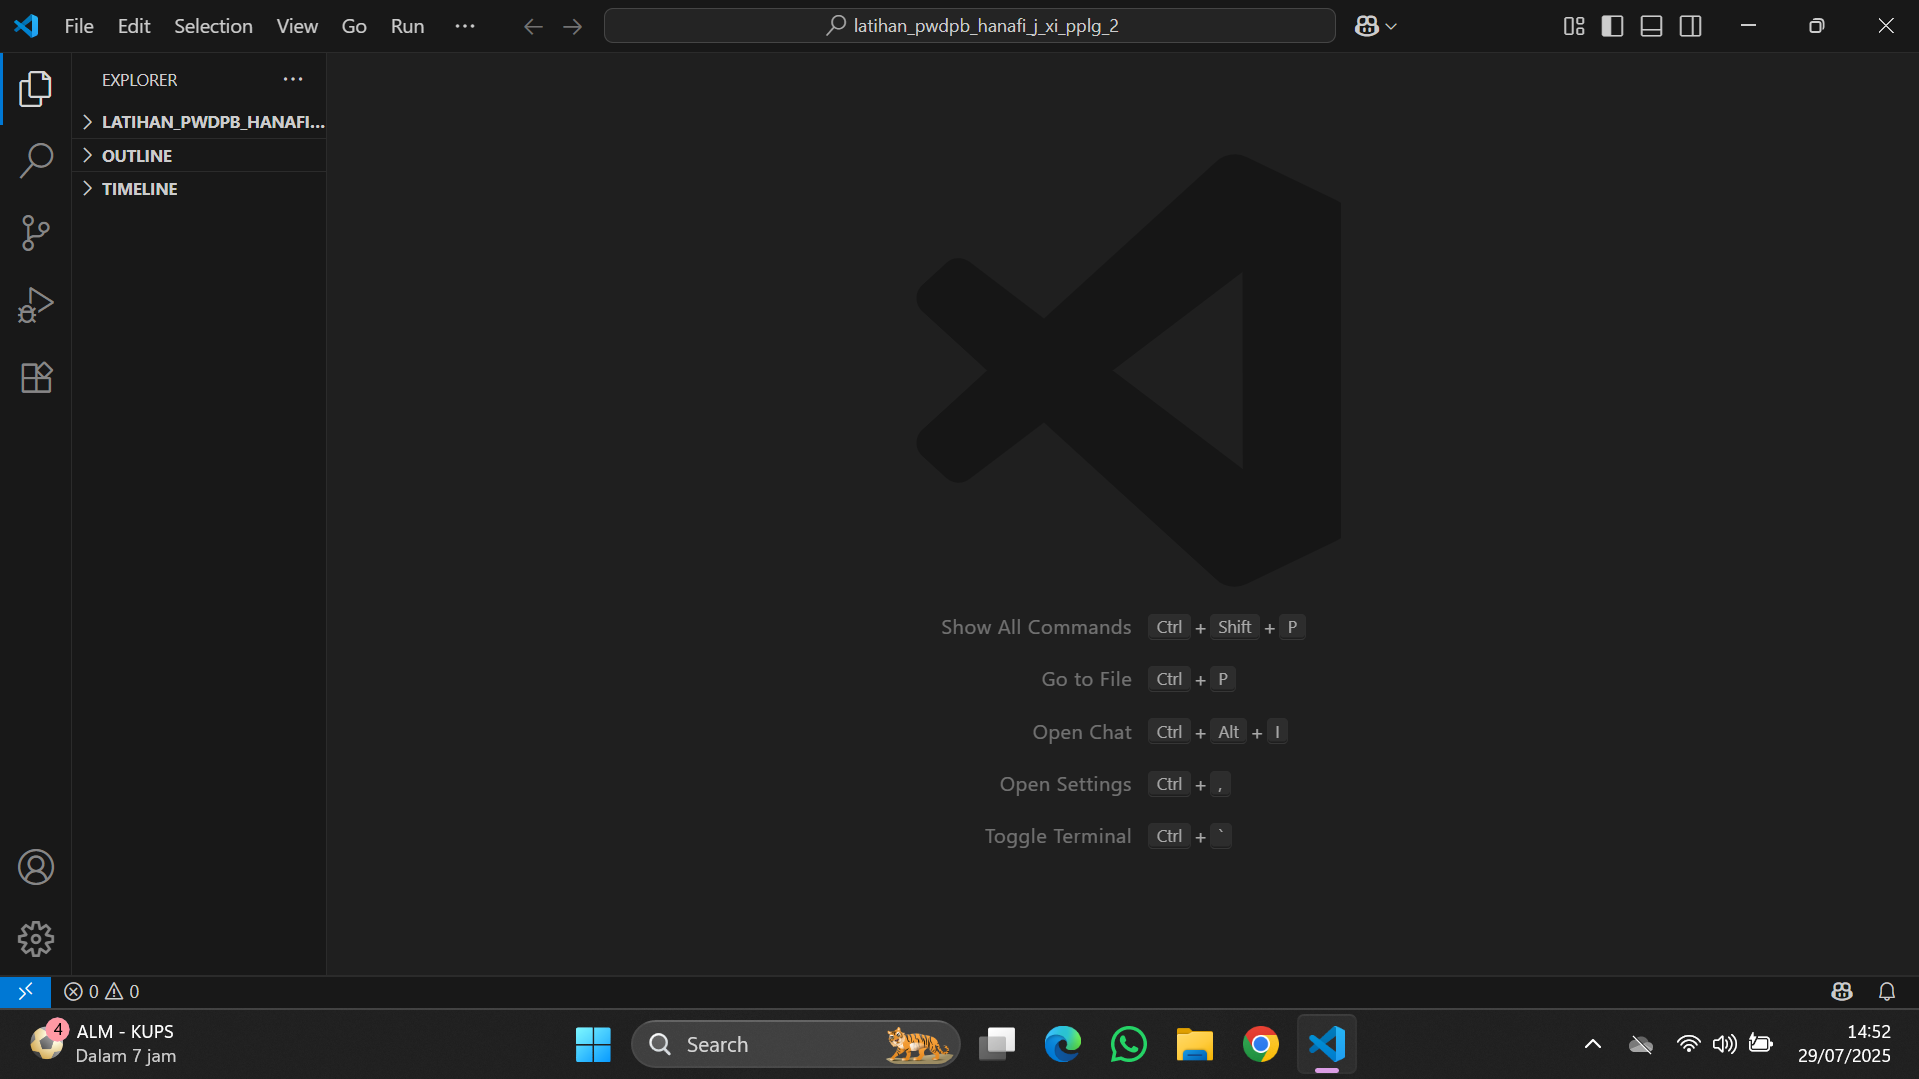 File Edit Selection View Go Run ···
latihan_pwdpb_hanafi_j_xi_pplg_2
EXPLORER ···
LATIHAN_PWDPB_HANAFI...
OUTLINE
TIMELINE
Show All Commands Ctrl + Shift + P
Go to File Ctrl + P
Open Chat Ctrl + Alt + I
Open Settings Ctrl + ,
Toggle Terminal Ctrl + `
0 0
4
ALM - KUPS
Dalam 7 jam
Search
14:52
29/07/2025